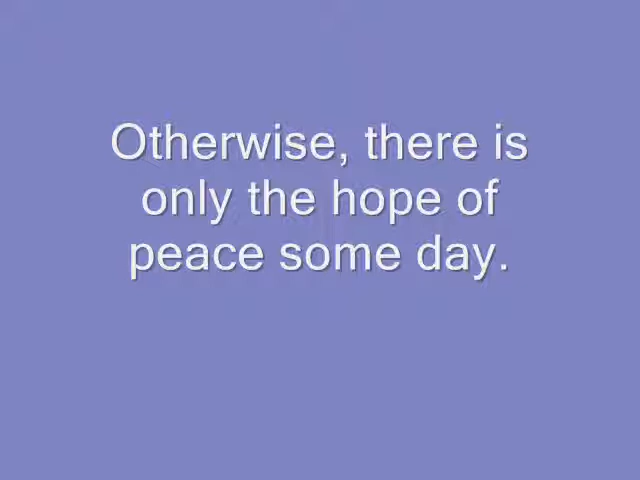 Otherwise, there is
only the hope of
peace some day.